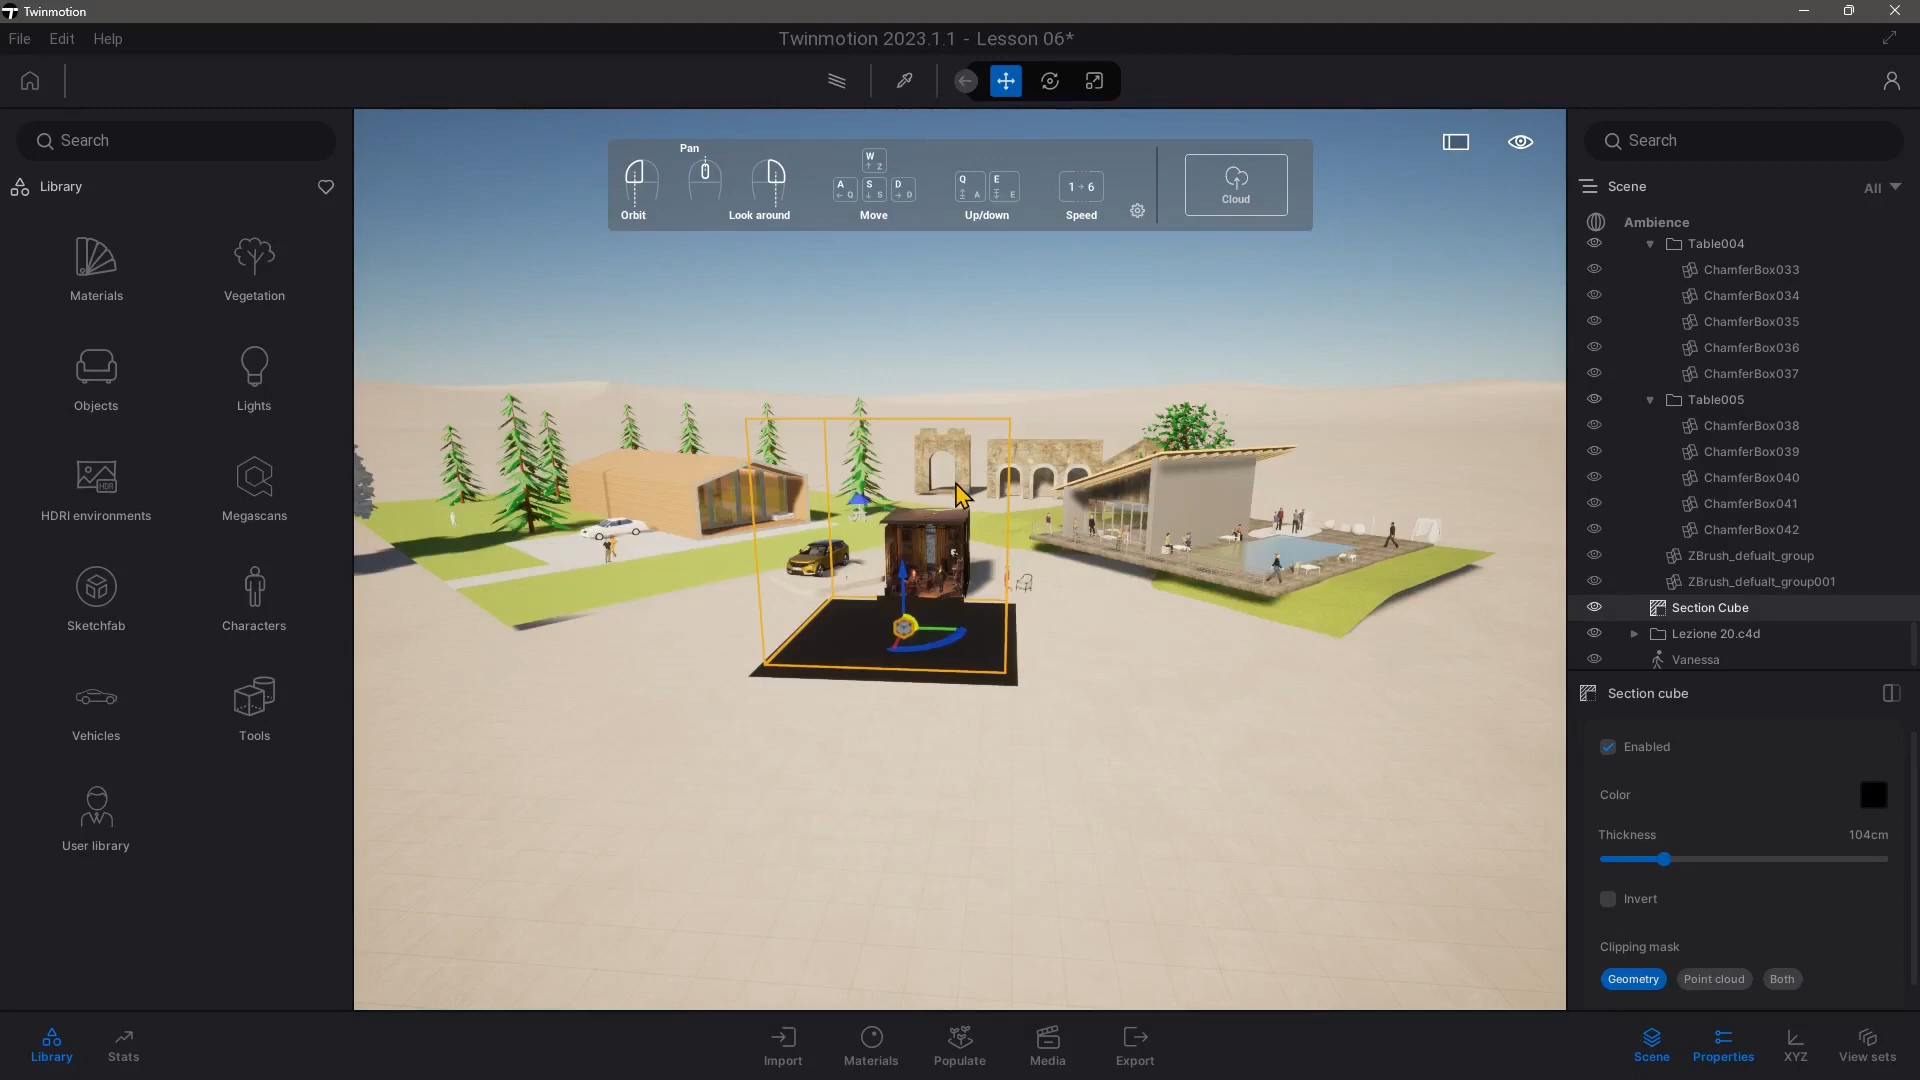 Twinmotion
File Edit Help
Twinmotion 2023.1.1 - Lesson 06*
Search
Library
Materials
Vegetation
Objects
Lights
HDR
HDRI environments
Megascans
Sketchfab
Characters
Vehicles
Tools
User library
Pan
Orbit
Look around
W
Z
A
Q
S
S
D
D
Move
Q
A
E
E
Up/down
1 - 6
Speed
Cloud
Search
Scene
All
Ambience
Table004
ChamferBox033
ChamferBox034
ChamferBox035
ChamferBox036
ChamferBox037
Table005
ChamferBox038
ChamferBox039
ChamferBox040
ChamferBox041
ChamferBox042
ZBrush_defualt_group
ZBrush_defualt_group001
Section Cube
Lezione 20.c4d
Vanessa
Section cube
Enabled
Color
Thickness 104cm
Invert
Clipping mask
Geometry Point cloud Both
Library Stats
Import Materials Populate Media Export
Scene Properties XYZ View sets